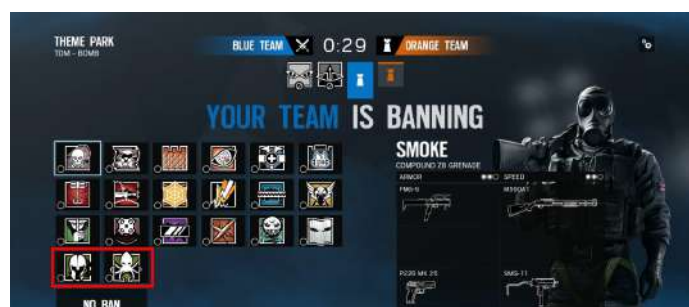 THEME PARK
TDM - BOMB
BLUE TEAM
0:29
ORANGE TEAM
YOUR TEAM IS BANNING
SMOKE
COMPOUND Z8 GRENADE
ARMOR
SPEED
FMG-9
M590A1
P226 MK 25
SMG-11
NO BAN